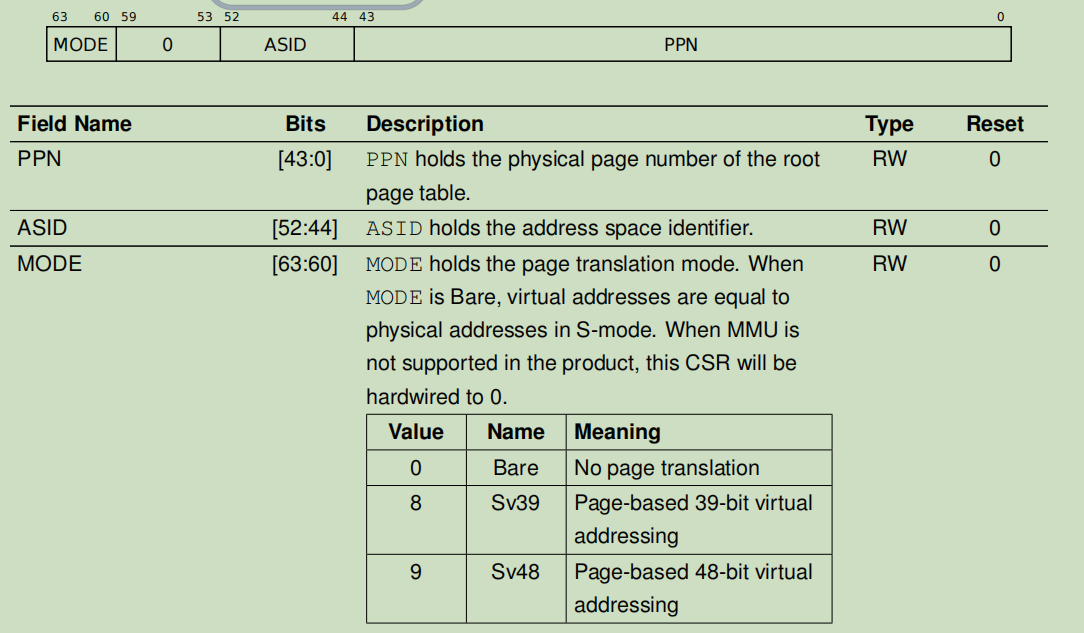 63 60 59 53 52 44 43 0
MODE 0 ASID PPN
Field Name Bits Description Type Reset
PPN [43:0] PPN holds the physical page number of the root RW 0
page table.
ASID [52:44] ASID holds the address space identifier. RW 0
MODE [63:60] MODE holds the page translation mode. When RW 0
MODE is Bare, virtual addresses are equal to
physical addresses in S-mode. When MMU is
not supported in the product, this CSR will be
hardwired to 0.
Value Name Meaning
0 Bare No page translation
8 Sv39 Page-based 39-bit virtual
addressing
9 Sv48 Page-based 48-bit virtual
addressing